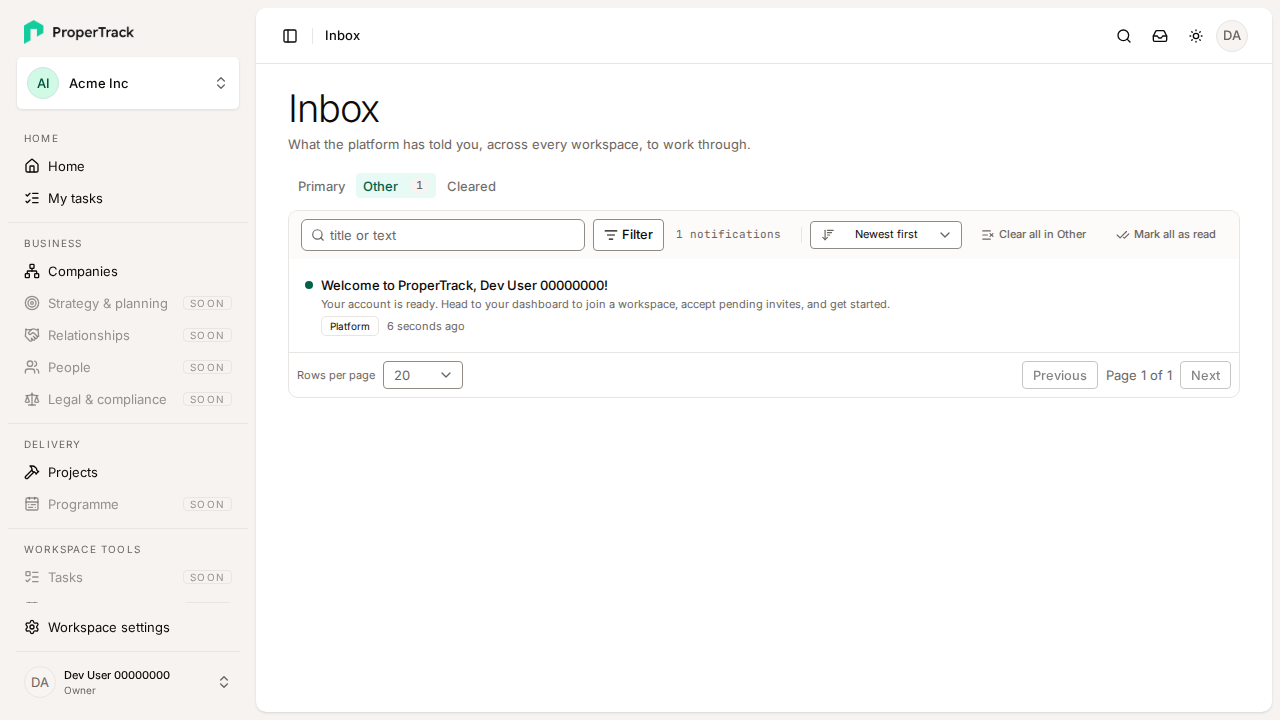 ProperTrack
AI
Acme Inc
HOME
Home
My tasks
BUSINESS
Companies
Strategy & planning SOON
Relationships SOON
People SOON
Legal & compliance SOON
DELIVERY
Projects
Programme SOON
WORKSPACE TOOLS
Tasks SOON
Workspace settings
DA
Dev User 00000000
Owner
Inbox
DA
Inbox
What the platform has told you, across every workspace, to work through.
Primary Other 1 Cleared
title or text Filter 1 notifications Newest first Clear all in Other Mark all as read
Welcome to ProperTrack, Dev User 00000000!
Your account is ready. Head to your dashboard to join a workspace, accept pending invites, and get started.
Platform 6 seconds ago
Rows per page 20 Previous Page 1 of 1 Next